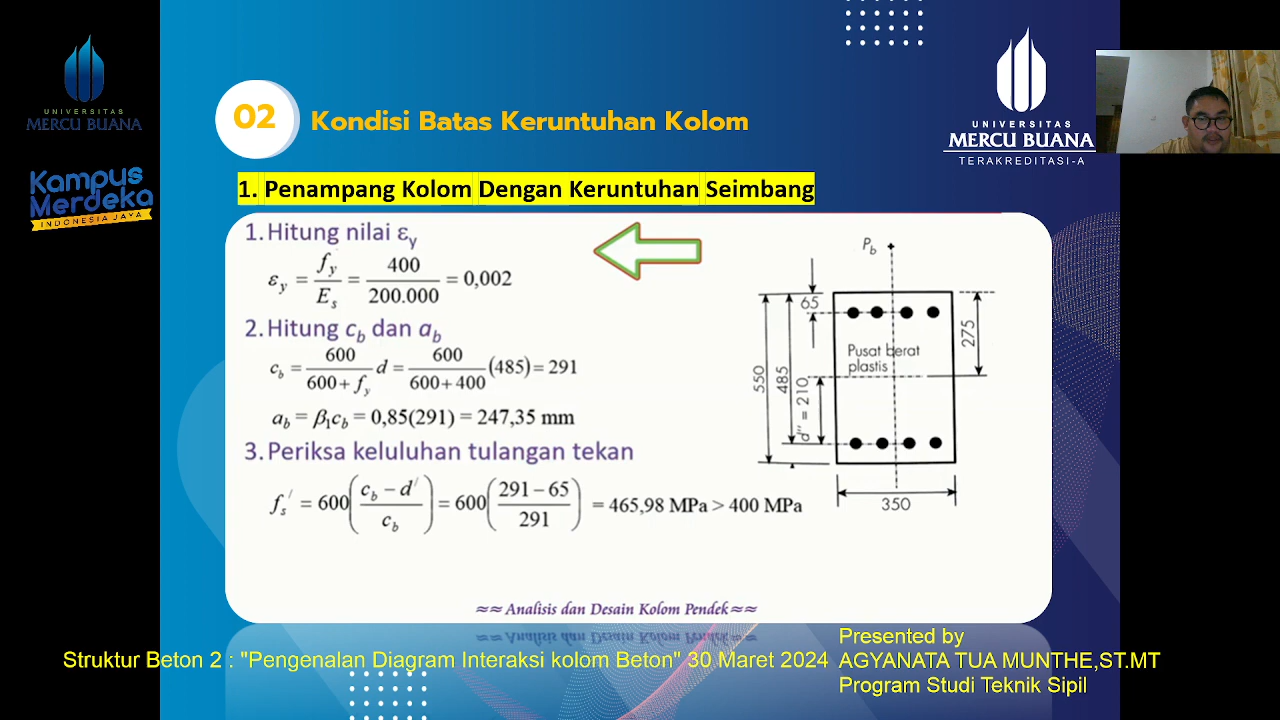 UNIVERSITAS
MERCU BUANA
Kampus
Merdeka
INDONESIA JAYA
UNIVERSITAS
MERCU BUANA
TERAKREDITASI-A
02 Kondisi Batas Keruntuhan Kolom
1. Penampang Kolom Dengan Keruntuhan Seimbang
1. Hitung nilai εy
εy = fy / Es = 400 / 200.000 = 0,002
2. Hitung cb dan ab
cb = 600 / 600 + fy d = 600 / 600 + 400 (485) = 291
ab = β1cb = 0,85(291) = 247,35 mm
3. Periksa keluluhan tulangan tekan
fs' = 600 (cb − d' / cb) = 600 (291 − 65 / 291) = 465,98 MPa > 400 MPa
Pb
65
275
Pusat berat
plastis
550
485
d'' = 210
350
≈≈ Analisis dan Desain Kolom Pendek≈≈
≈≈ Analisis dan Desain Kolom Pendek≈≈
Presented by
Struktur Beton 2 : "Pengenalan Diagram Interaksi kolom Beton" 30 Maret 2024 AGYANATA TUA MUNTHE,ST.MT
Program Studi Teknik Sipil